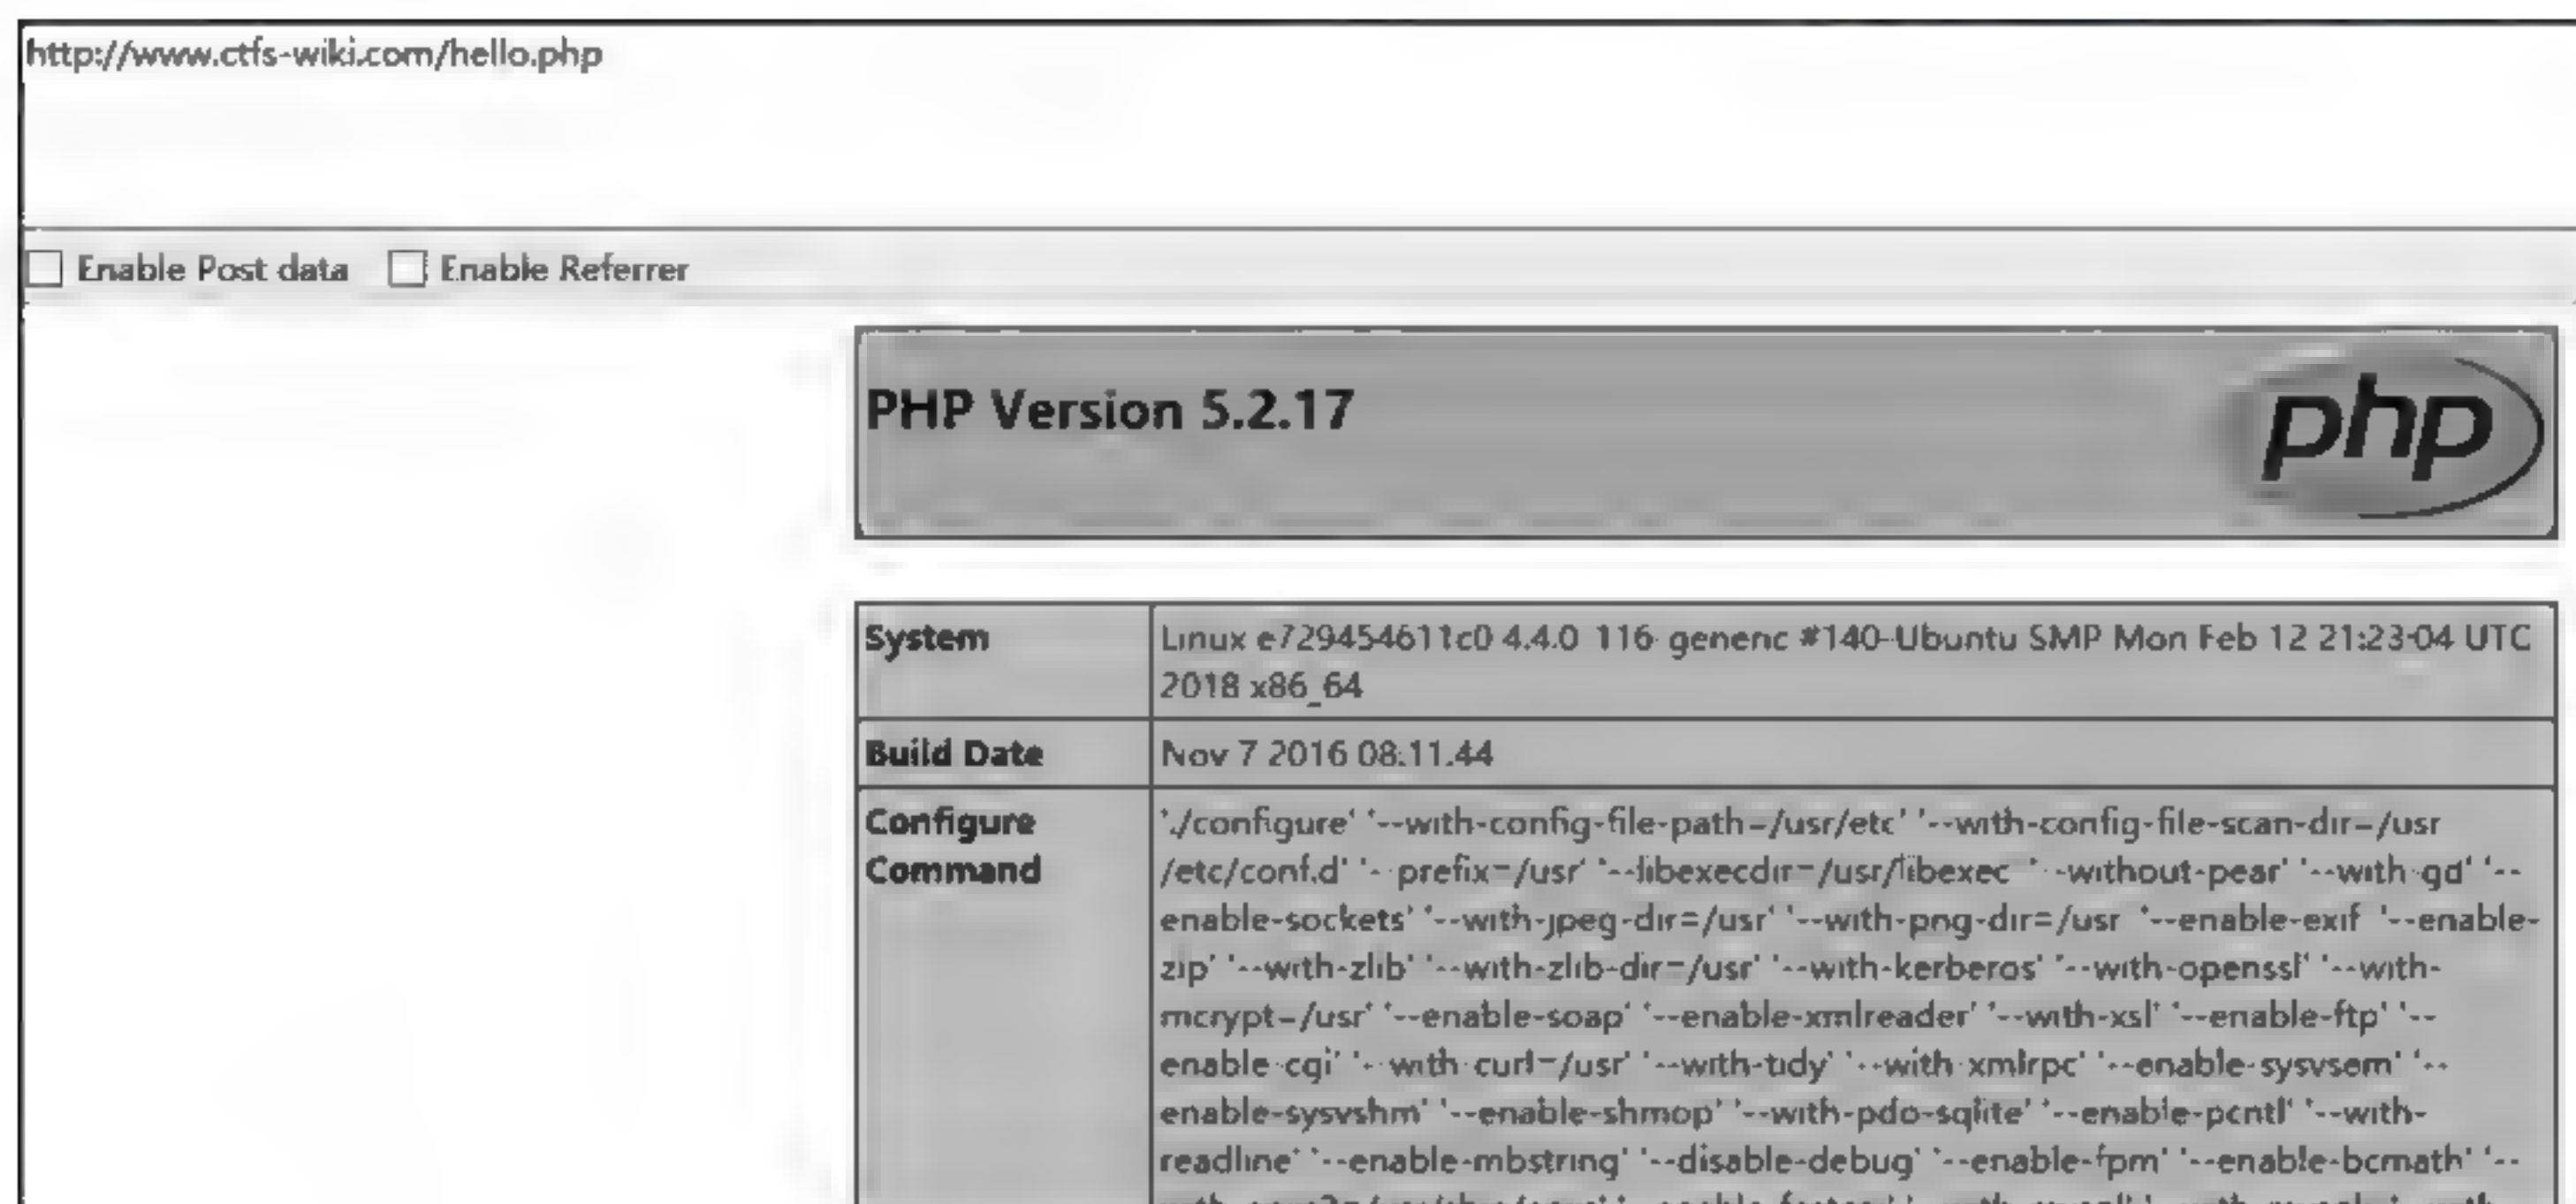 http://www.ctfs-wiki.com/hello.php
Enable Post data Enable Referrer
PHP Version 5.2.17
php
System
Linux e729454611c0 4.4.0-116-generic #140-Ubuntu SMP Mon Feb 12 21:23:04 UTC
2018 x86_64
Build Date
Nov 7 2016 08:11:44
Configure
Command
'./configure' '--with-config-file-path=/usr/etc' '--with-config-file-scan-dir=/usr
/etc/conf.d' '--prefix=/usr' '--libexecdir=/usr/libexec' '--without-pear' '--with-gd' '--
enable-sockets' '--with-jpeg-dir=/usr' '--with-png-dir=/usr' '--enable-exif' '--enable-
zip' '--with-zlib' '--with-zlib-dir=/usr' '--with-kerberos' '--with-openssl' '--with-
mcrypt=/usr' '--enable-soap' '--enable-xmlreader' '--with-xsl' '--enable-ftp' '--
enable-cgi' '--with-curl=/usr' '--with-tidy' '--with-xmlrpc' '--enable-sysvsem' '--
enable-sysvshm' '--enable-shmop' '--with-pdo-sqlite' '--enable-pcntl' '--with-
readline' '--enable-mbstring' '--disable-debug' '--enable-fpm' '--enable-bcmath' '--